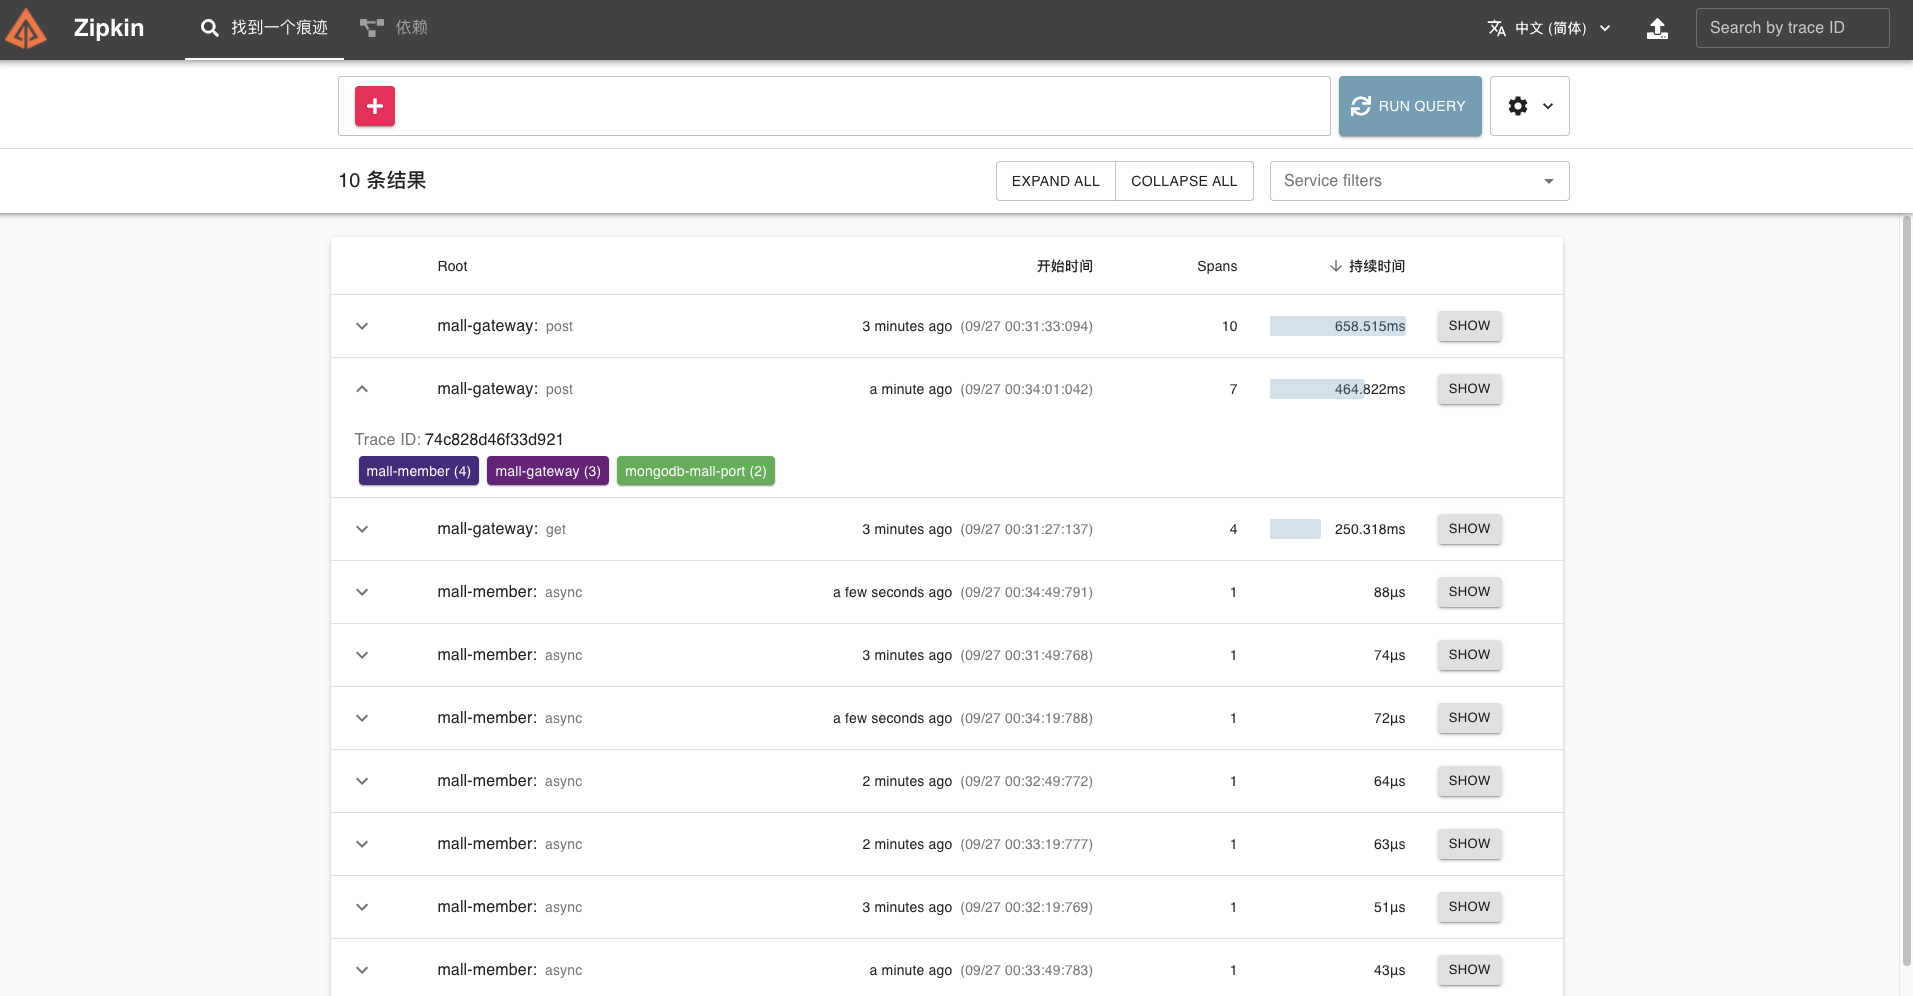 Zipkin 找到一个痕迹 依赖 中文 (简体) Search by trace ID
RUN QUERY
10 条结果 EXPAND ALL COLLAPSE ALL Service filters
Root 开始时间 Spans 持续时间
mall-gateway: post 3 minutes ago (09/27 00:31:33:094) 10 658.515ms SHOW
mall-gateway: post a minute ago (09/27 00:34:01:042) 7 464.822ms SHOW
Trace ID: 74c828d46f33d921
mall-member (4) mall-gateway (3) mongodb-mall-port (2)
mall-gateway: get 3 minutes ago (09/27 00:31:27:137) 4 250.318ms SHOW
mall-member: async a few seconds ago (09/27 00:34:49:791) 1 88μs SHOW
mall-member: async 3 minutes ago (09/27 00:31:49:768) 1 74μs SHOW
mall-member: async a few seconds ago (09/27 00:34:19:788) 1 72μs SHOW
mall-member: async 2 minutes ago (09/27 00:32:49:772) 1 64μs SHOW
mall-member: async 2 minutes ago (09/27 00:33:19:777) 1 63μs SHOW
mall-member: async 3 minutes ago (09/27 00:32:19:769) 1 51μs SHOW
mall-member: async a minute ago (09/27 00:33:49:783) 1 43μs SHOW